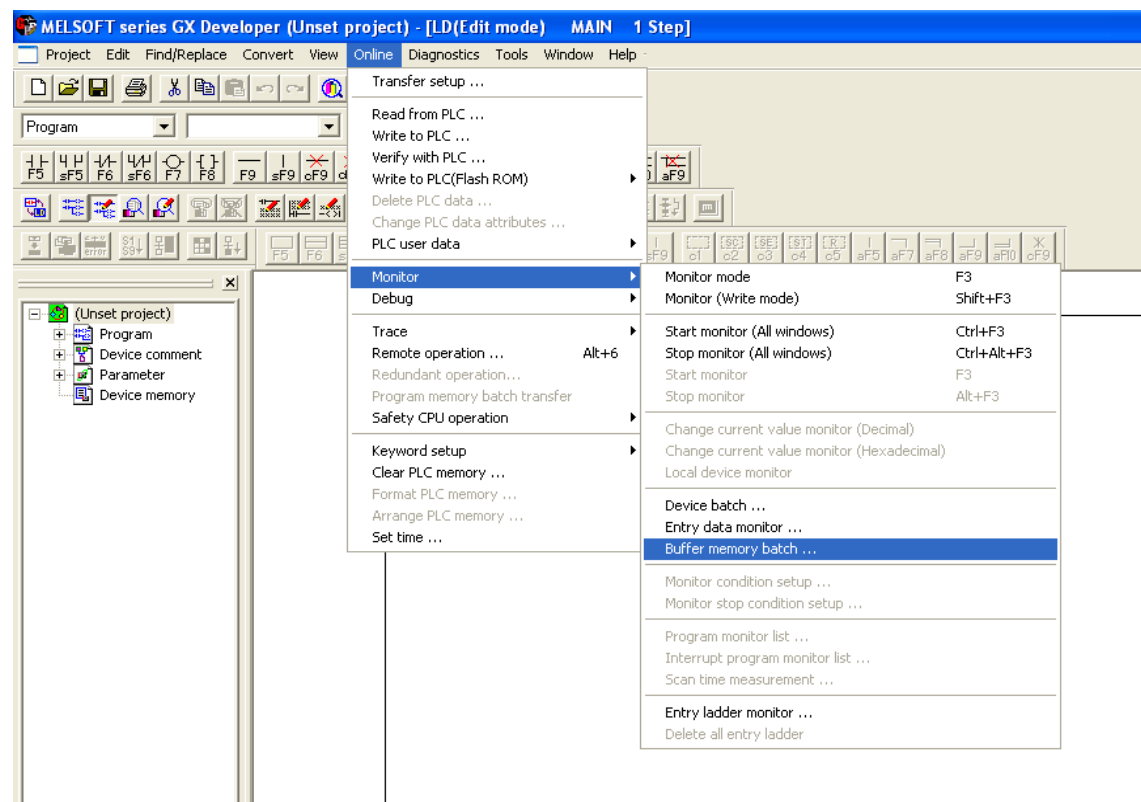 MELSOFT series GX Developer (Unset project) - [LD(Edit mode) MAIN 1 Step]
Project Edit Find/Replace Convert View Online Diagnostics Tools Window Help
Program
F5 sF5 F6 sF6 F7 F8 F9 sF9 cF9 aF9
F5 F6 sF9 c1 c2 c3 c4 c5 aF5 aF7 aF8 aF9 aF10 cF9
(Unset project)
Program
Device comment
Parameter
Device memory
Transfer setup ...
Read from PLC ...
Write to PLC ...
Verify with PLC ...
Write to PLC(Flash ROM)
Delete PLC data ...
Change PLC data attributes ...
PLC user data
Monitor
Debug
Trace
Remote operation ... Alt+6
Redundant operation...
Program memory batch transfer
Safety CPU operation
Keyword setup
Clear PLC memory ...
Format PLC memory ...
Arrange PLC memory ...
Set time ...
Monitor mode F3
Monitor (Write mode) Shift+F3
Start monitor (All windows) Ctrl+F3
Stop monitor (All windows) Ctrl+Alt+F3
Start monitor F3
Stop monitor Alt+F3
Change current value monitor (Decimal)
Change current value monitor (Hexadecimal)
Local device monitor
Device batch ...
Entry data monitor ...
Buffer memory batch ...
Monitor condition setup ...
Monitor stop condition setup ...
Program monitor list ...
Interrupt program monitor list ...
Scan time measurement ...
Entry ladder monitor ...
Delete all entry ladder